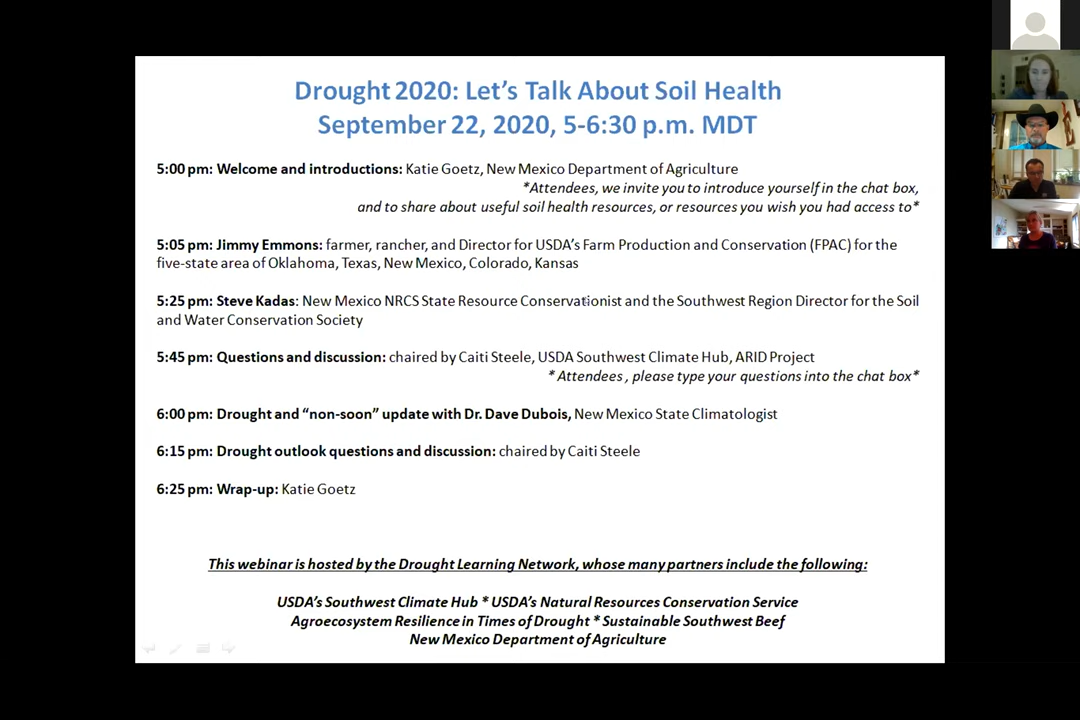 Drought 2020: Let's Talk About Soil Health
September 22, 2020, 5-6:30 p.m. MDT
5:00 pm: Welcome and introductions: Katie Goetz, New Mexico Department of Agriculture
*Attendees, we invite you to introduce yourself in the chat box,
and to share about useful soil health resources, or resources you wish you had access to*
5:05 pm: Jimmy Emmons: farmer, rancher, and Director for USDA's Farm Production and Conservation (FPAC) for the
five-state area of Oklahoma, Texas, New Mexico, Colorado, Kansas
5:25 pm: Steve Kadas: New Mexico NRCS State Resource Conservationist and the Southwest Region Director for the Soil
and Water Conservation Society
5:45 pm: Questions and discussion: chaired by Caiti Steele, USDA Southwest Climate Hub, ARID Project
* Attendees , please type your questions into the chat box*
6:00 pm: Drought and “non-soon” update with Dr. Dave Dubois, New Mexico State Climatologist
6:15 pm: Drought outlook questions and discussion: chaired by Caiti Steele
6:25 pm: Wrap-up: Katie Goetz
This webinar is hosted by the Drought Learning Network, whose many partners include the following:
USDA's Southwest Climate Hub * USDA's Natural Resources Conservation Service
Agroecosystem Resilience in Times of Drought * Sustainable Southwest Beef
New Mexico Department of Agriculture